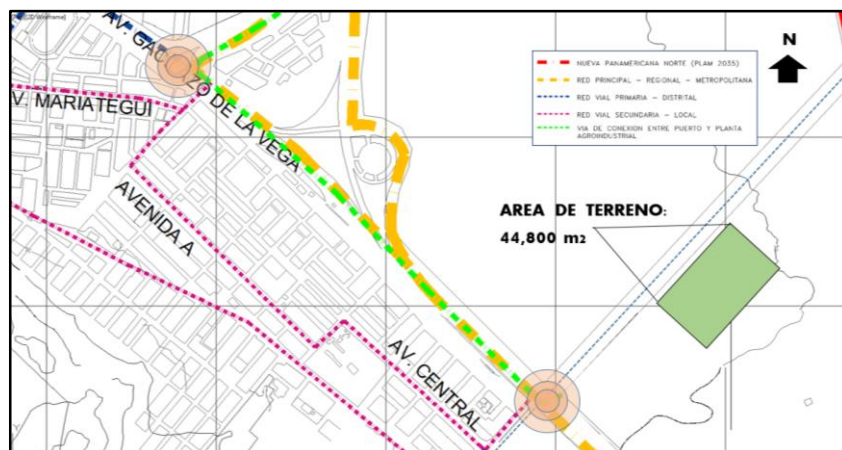 AV. GA
ZO DE LA VEGA
V. MARIATEGUI
AVENIDA A
AV. CENTRAL
NUEVA PANAMERICANA NORTE (PLAM 2035)
RED PRINCIPAL – REGIONAL – METROPOLITANA
RED VIAL PRIMARIA – DISTRITAL
RED VIAL SECUNDARIA – LOCAL
VIA DE CONEXION ENTRE PUERTO Y PLANTA
AGROINDUSTRIAL
N
AREA DE TERRENO:
44,800 m2